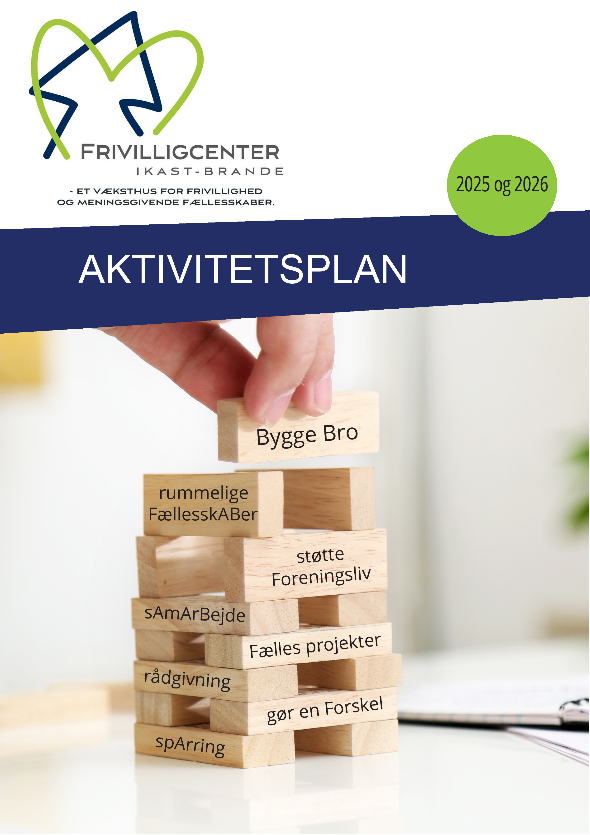 FRIVILLIGCENTER
IKAST-BRANDE
- ET VÆKSTHUS FOR FRIVILLIGHED
OG MENINGSGIVENDE FÆLLESSKABER.
2025 og 2026
AKTIVITETSPLAN
Bygge Bro
rummelige
FællesskABer
støtte
Foreningsliv
sAmArBejde
Fælles projekter
rådgivning
gør en Forskel
spArring